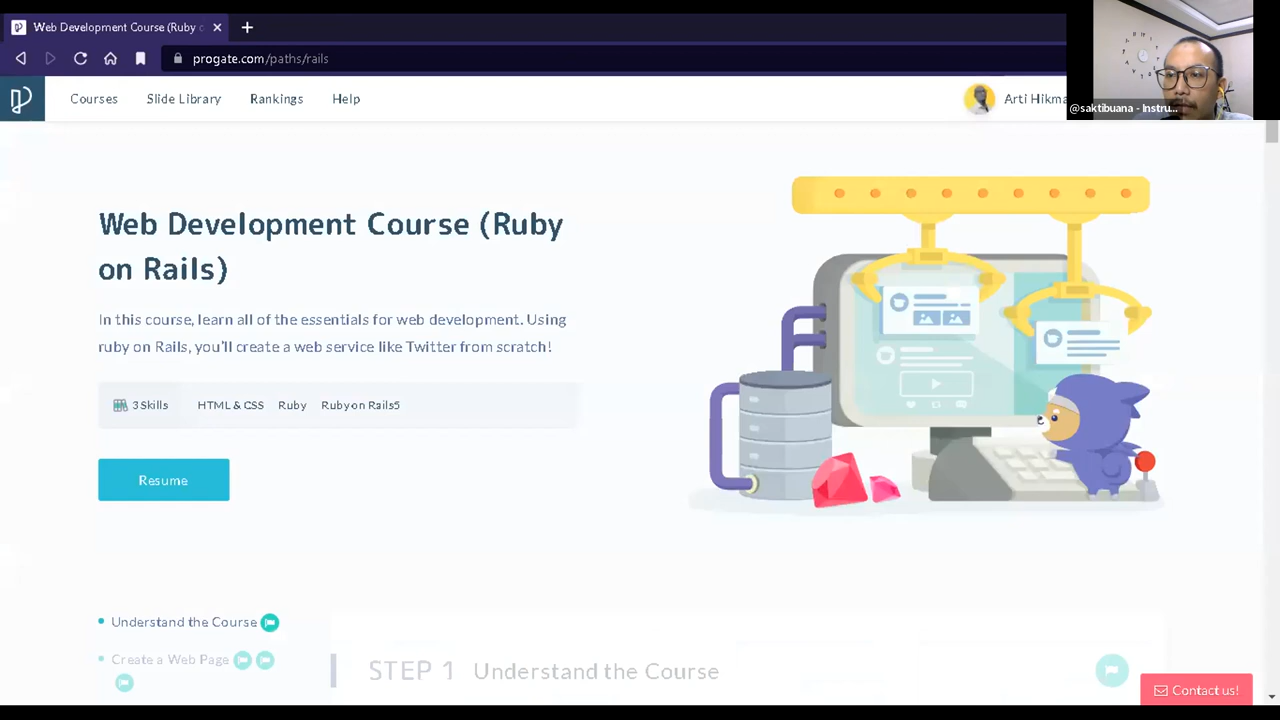 Web Development Course (Ruby o
progate.com/paths/rails
Courses
Slide Library
Rankings
Help
Arti Hikma
@saktibuana - Instru...
Web Development Course (Ruby
on Rails)
In this course, learn all of the essentials for web development. Using
ruby on Rails, you'll create a web service like Twitter from scratch!
3 Skills
HTML & CSS
Ruby
Ruby on Rails5
Resume
Understand the Course
Create a Web Page
STEP 1 Understand the Course
Contact us!